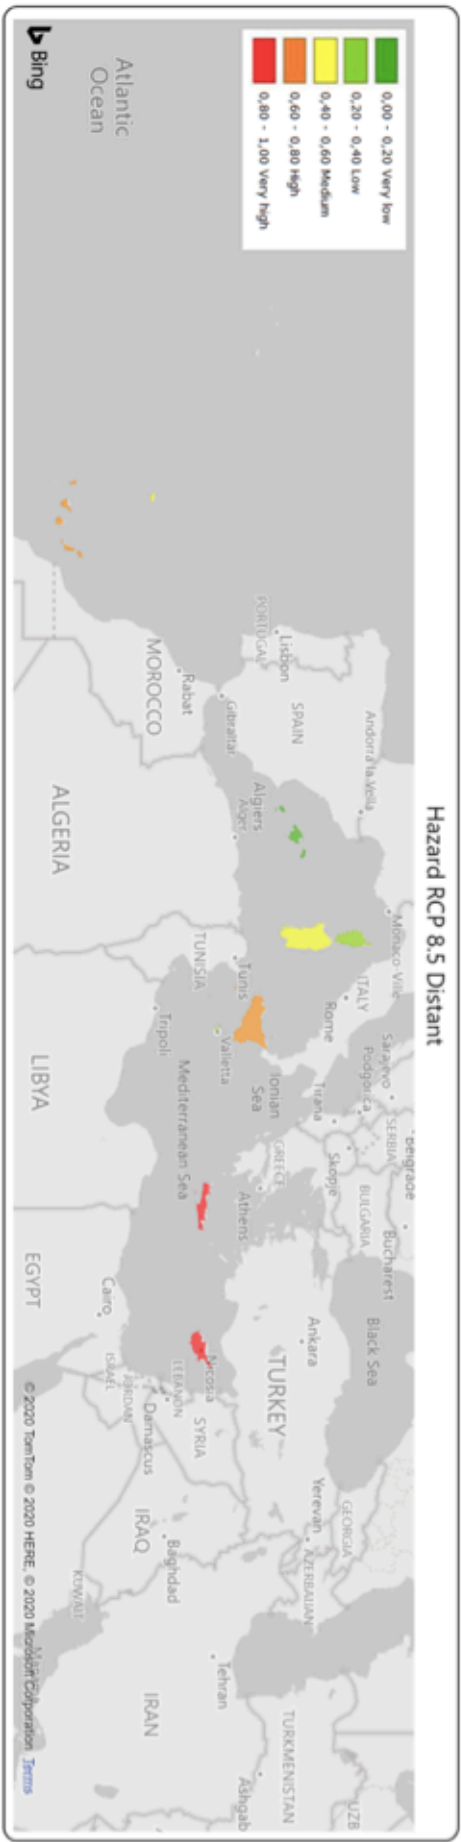 Hazard RCP 8.5 Distant
0,00 - 0,20 Very low
0,20 - 0,40 Low
0,40 - 0,60 Medium
0,60 - 0,80 High
0,80 - 1,00 Very high
Atlantic
Ocean
Bing
PORTUGAL
Lisbon
SPAIN
Andorra la Vella
Gibraltar
Rabat
MOROCCO
Algiers
Alger
ALGERIA
Monaco-Ville
ITALY
Rome
Tunis
TUNISIA
Valletta
Tripoli
LIBYA
Mediterranean Sea
Ionian
Sea
Sarajevo
Podgorica
Tirana
SERBIA
Belgrade
Skopje
GREECE
Athens
BULGARIA
Bucharest
Black Sea
EGYPT
Cairo
Ankara
TURKEY
Nicosia
LEBANON
ISRAEL
JORDAN
Damascus
SYRIA
IRAQ
Baghdad
KUWAIT
Yerevan
GEORGIA
AZERBAIJAN
Tehran
IRAN
TURKMENISTAN
Ashgab
UZB
© 2020 TomTom © 2020 HERE, © 2020 Microsoft Corporation Terms